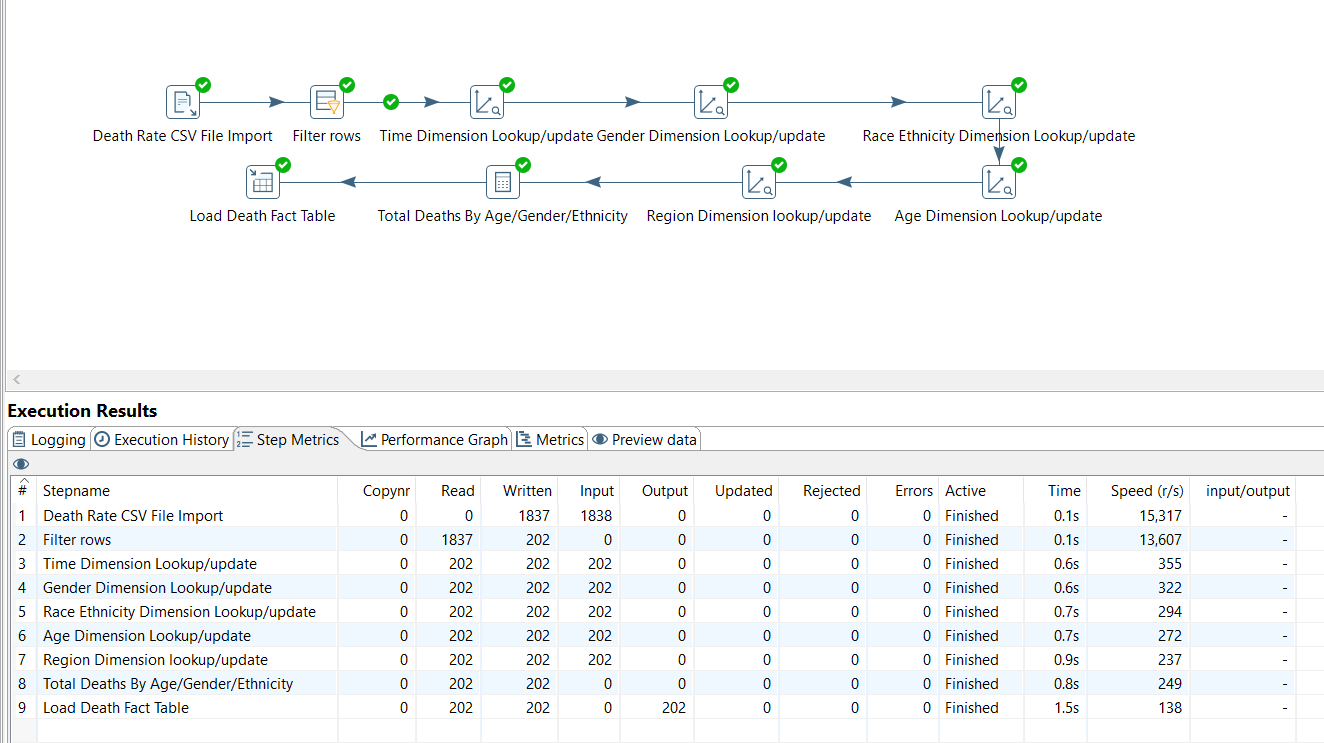 Death Rate CSV File Import Filter rows Time Dimension Lookup/update Gender Dimension Lookup/update Race Ethnicity Dimension Lookup/update
Load Death Fact Table Total Deaths By Age/Gender/Ethnicity Region Dimension lookup/update Age Dimension Lookup/update
Execution Results
Logging Execution History Step Metrics Performance Graph Metrics Preview data
# Stepname Copynr Read Written Input Output Updated Rejected Errors Active Time Speed (r/s) input/output
1 Death Rate CSV File Import 0 0 1837 1838 0 0 0 0 Finished 0.1s 15,317 -
2 Filter rows 0 1837 202 0 0 0 0 0 Finished 0.1s 13,607 -
3 Time Dimension Lookup/update 0 202 202 202 0 0 0 0 Finished 0.6s 355 -
4 Gender Dimension Lookup/update 0 202 202 202 0 0 0 0 Finished 0.6s 322 -
5 Race Ethnicity Dimension Lookup/update 0 202 202 202 0 0 0 0 Finished 0.7s 294 -
6 Age Dimension Lookup/update 0 202 202 202 0 0 0 0 Finished 0.7s 272 -
7 Region Dimension lookup/update 0 202 202 202 0 0 0 0 Finished 0.9s 237 -
8 Total Deaths By Age/Gender/Ethnicity 0 202 202 0 0 0 0 0 Finished 0.8s 249 -
9 Load Death Fact Table 0 202 202 0 202 0 0 0 Finished 1.5s 138 -